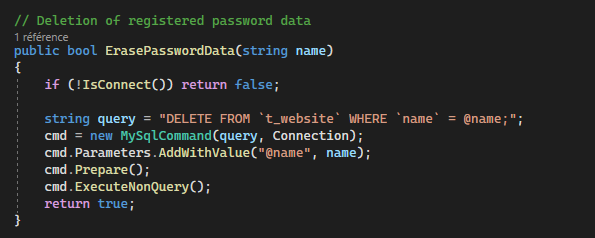 // Deletion of registered password data
1 référence
public bool ErasePasswordData(string name)
{
    if (!IsConnect()) return false;

    string query = "DELETE FROM `t_website` WHERE `name` = @name;";
    cmd = new MySqlCommand(query, Connection);
    cmd.Parameters.AddWithValue("@name", name);
    cmd.Prepare();
    cmd.ExecuteNonQuery();
    return true;
}